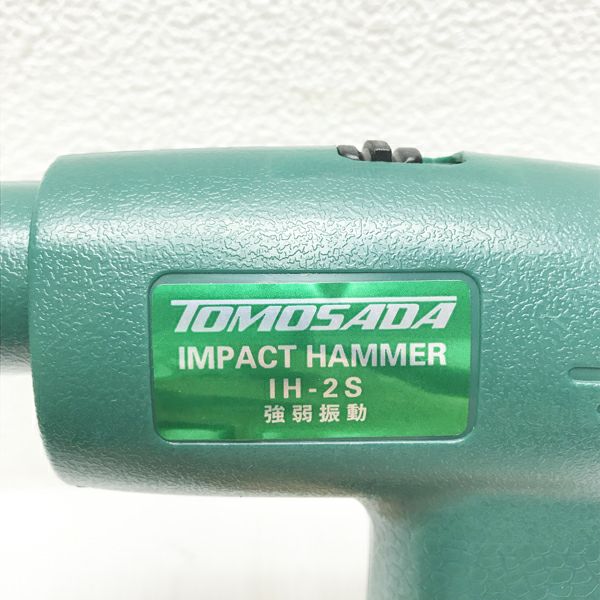 TOMOSADA
IMPACT HAMMER
IH-2S
強弱振動